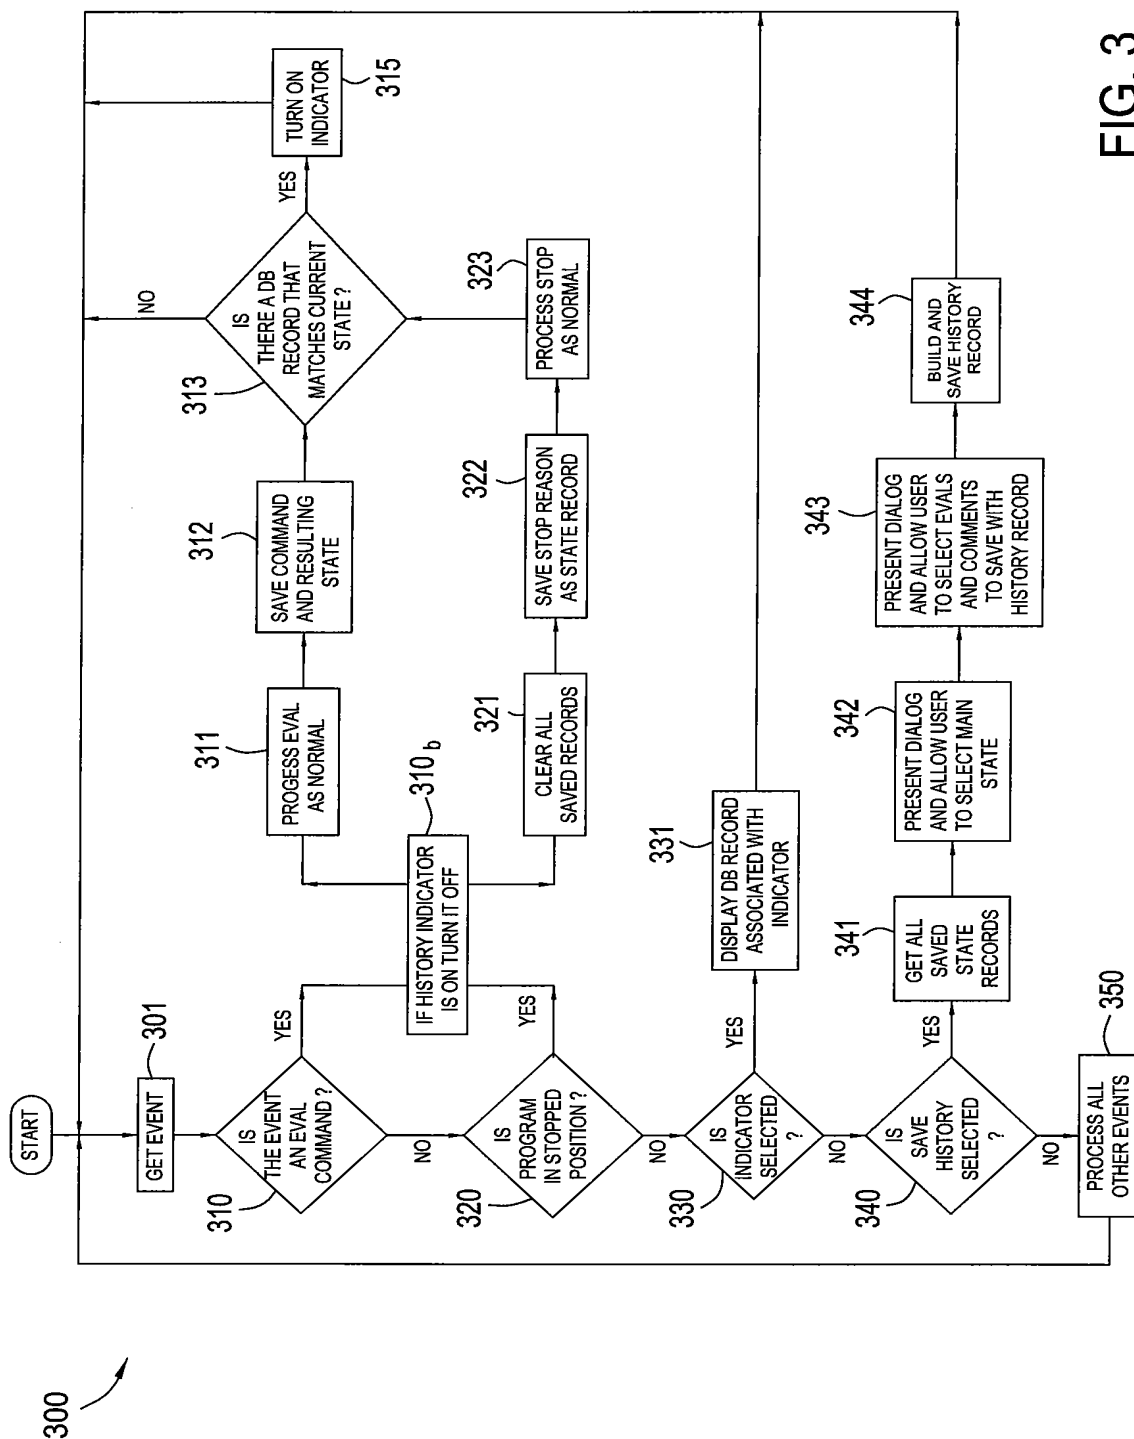 300
START
301
GET EVENT
310
IS
THE EVENT
AN EVAL
COMMAND ?
YES
NO
310b
IF HISTORY INDICATOR
IS ON TURN IT OFF
311
PROGESS EVAL
AS NORMAL
312
SAVE COMMAND
AND RESULTING
STATE
313
IS
THERE A DB
RECORD THAT
MATCHES CURRENT
STATE ?
NO
YES
315
TURN ON
INDICATOR
320
IS
PROGRAM
IN STOPPED
POSITION ?
YES
NO
321
CLEAR ALL
SAVED RECORDS
322
SAVE STOP REASON
AS STATE RECORD
323
PROCESS STOP
AS NORMAL
330
IS
INDICATOR
SELECTED
?
YES
NO
331
DISPLAY DB RECORD
ASSOCIATED WITH
INDICATOR
340
IS
SAVE
HISTORY
SELECTED
?
YES
NO
341
GET ALL
SAVED
STATE
RECORDS
342
PRESENT DIALOG
AND ALLOW USER
TO SELECT MAIN
STATE
343
PRESENT DIALOG
AND ALLOW USER
TO SELECT EVALS
AND COMMENTS
TO SAVE WITH
HISTORY RECORD
344
BUILD AND
SAVE HISTORY
RECORD
350
PROCESS ALL
OTHER EVENTS
FIG. 3